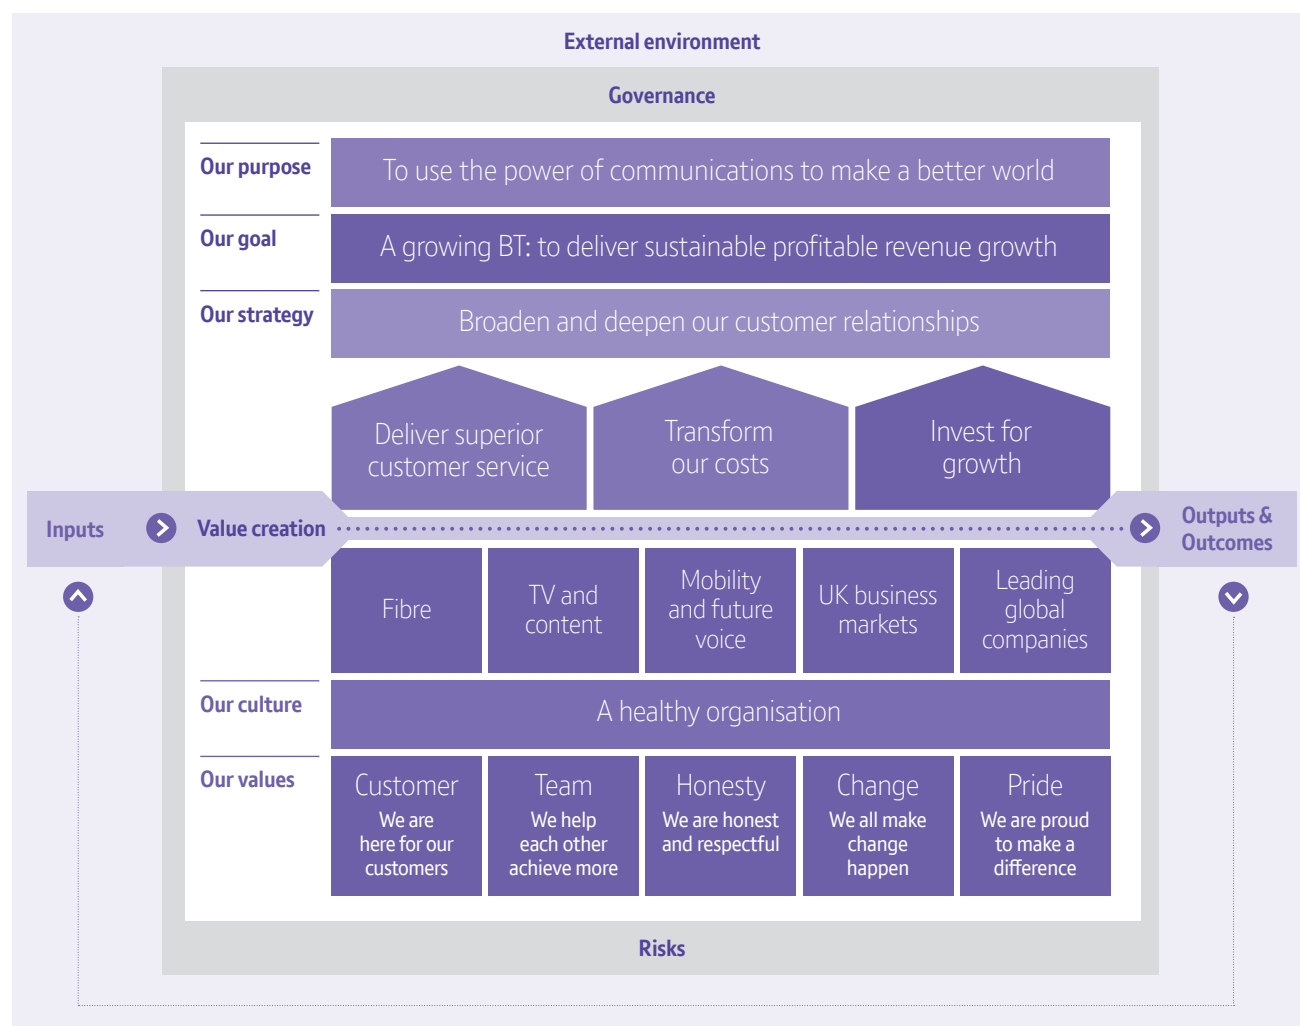 External environment
Governance
Our purpose
To use the power of communications to make a better world
Our goal
A growing BT: to deliver sustainable profitable revenue growth
Our strategy
Broaden and deepen our customer relationships
Deliver superior
customer service
Transform
our costs
Invest for
growth
Inputs
Value creation
Outputs &
Outcomes
Fibre
TV and
content
Mobility
and future
voice
UK business
markets
Leading
global
companies
Our culture
A healthy organisation
Our values
Customer
We are
here for our
customers
Team
We help
each other
achieve more
Honesty
We are honest
and respectful
Change
We all make
change
happen
Pride
We are proud
to make a
difference
Risks